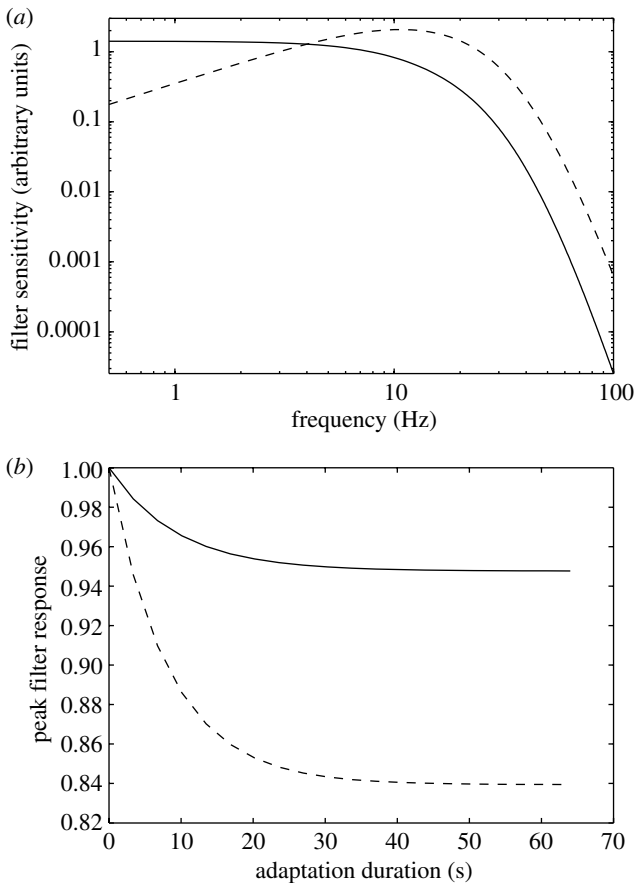 (a)
filter sensitivity (arbitrary units)
1
0.1
0.01
0.001
0.0001
1 10 100
frequency (Hz)
(b)
peak filter response
1.00
0.98
0.96
0.94
0.92
0.90
0.88
0.86
0.84
0.82
0 10 20 30 40 50 60 70
adaptation duration (s)